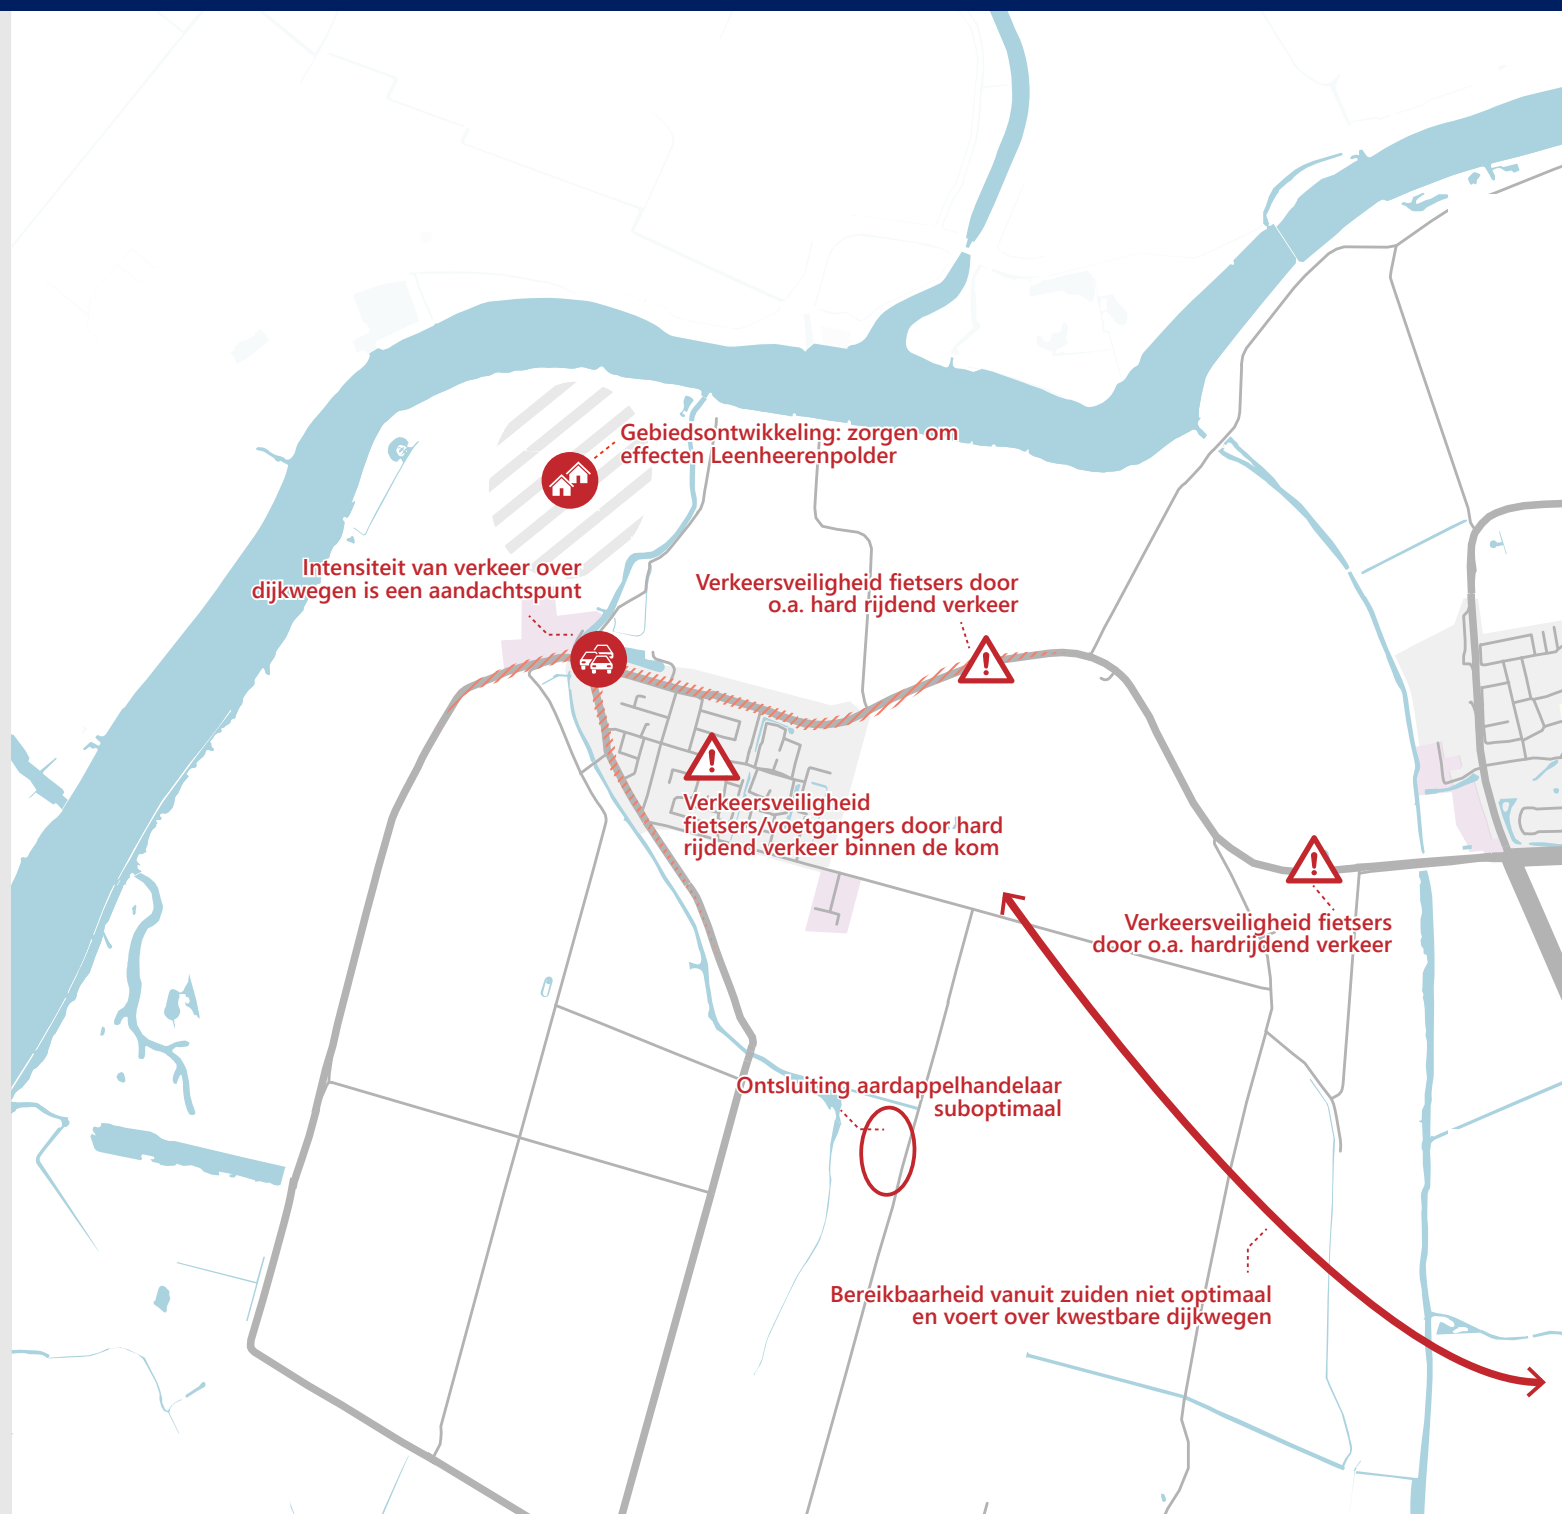 Gebiedsontwikkeling: zorgen om
effecten Leenheerenpolder
Intensiteit van verkeer over
dijkwegen is een aandachtspunt
Verkeersveiligheid fietsers door
o.a. hard rijdend verkeer
Verkeersveiligheid
fietsers/voetgangers door hard
rijdend verkeer binnen de kom
Verkeersveiligheid fietsers
door o.a. hardrijdend verkeer
Ontsluiting aardappelhandelaar
suboptimaal
Bereikbaarheid vanuit zuiden niet optimaal
en voert over kwestbare dijkwegen